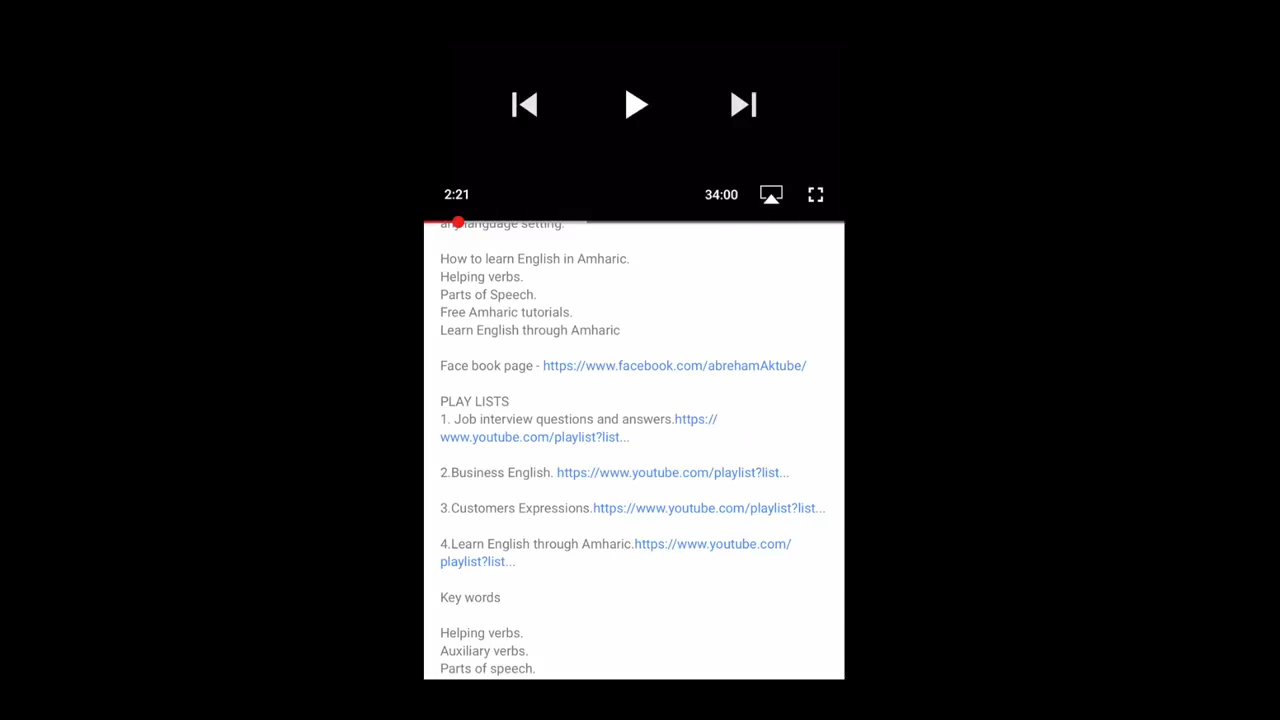 2:21
34:00
any language setting.
How to learn English in Amharic.
Helping verbs.
Parts of Speech.
Free Amharic tutorials.
Learn English through Amharic
Face book page - https://www.facebook.com/abrehamAktube/
PLAY LISTS
1. Job interview questions and answers.https://
www.youtube.com/playlist?list...
2.Business English. https://www.youtube.com/playlist?list...
3.Customers Expressions.https://www.youtube.com/playlist?list...
4.Learn English through Amharic.https://www.youtube.com/
playlist?list...
Key words
Helping verbs.
Auxiliary verbs.
Parts of speech.